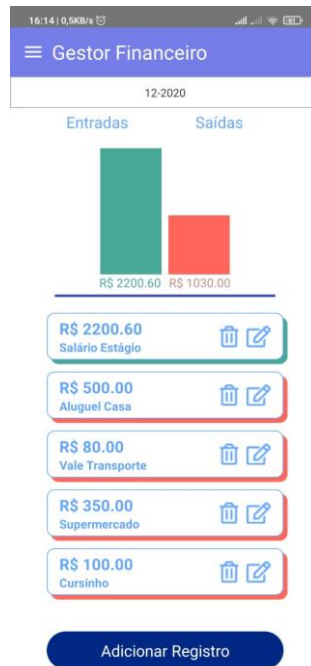 16:14 | 0,5KB/s
61
Gestor Financeiro
12-2020
Entradas Saídas
R$ 2200.60 R$ 1030.00
R$ 2200.60
Salário Estágio
R$ 500.00
Aluguel Casa
R$ 80.00
Vale Transporte
R$ 350.00
Supermercado
R$ 100.00
Cursinho
Adicionar Registro